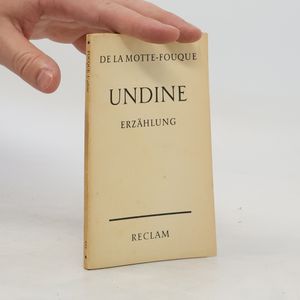 DE LA MOTTE-FOUQUE
UNDINE
ERZÄHLUNG
RECLAM